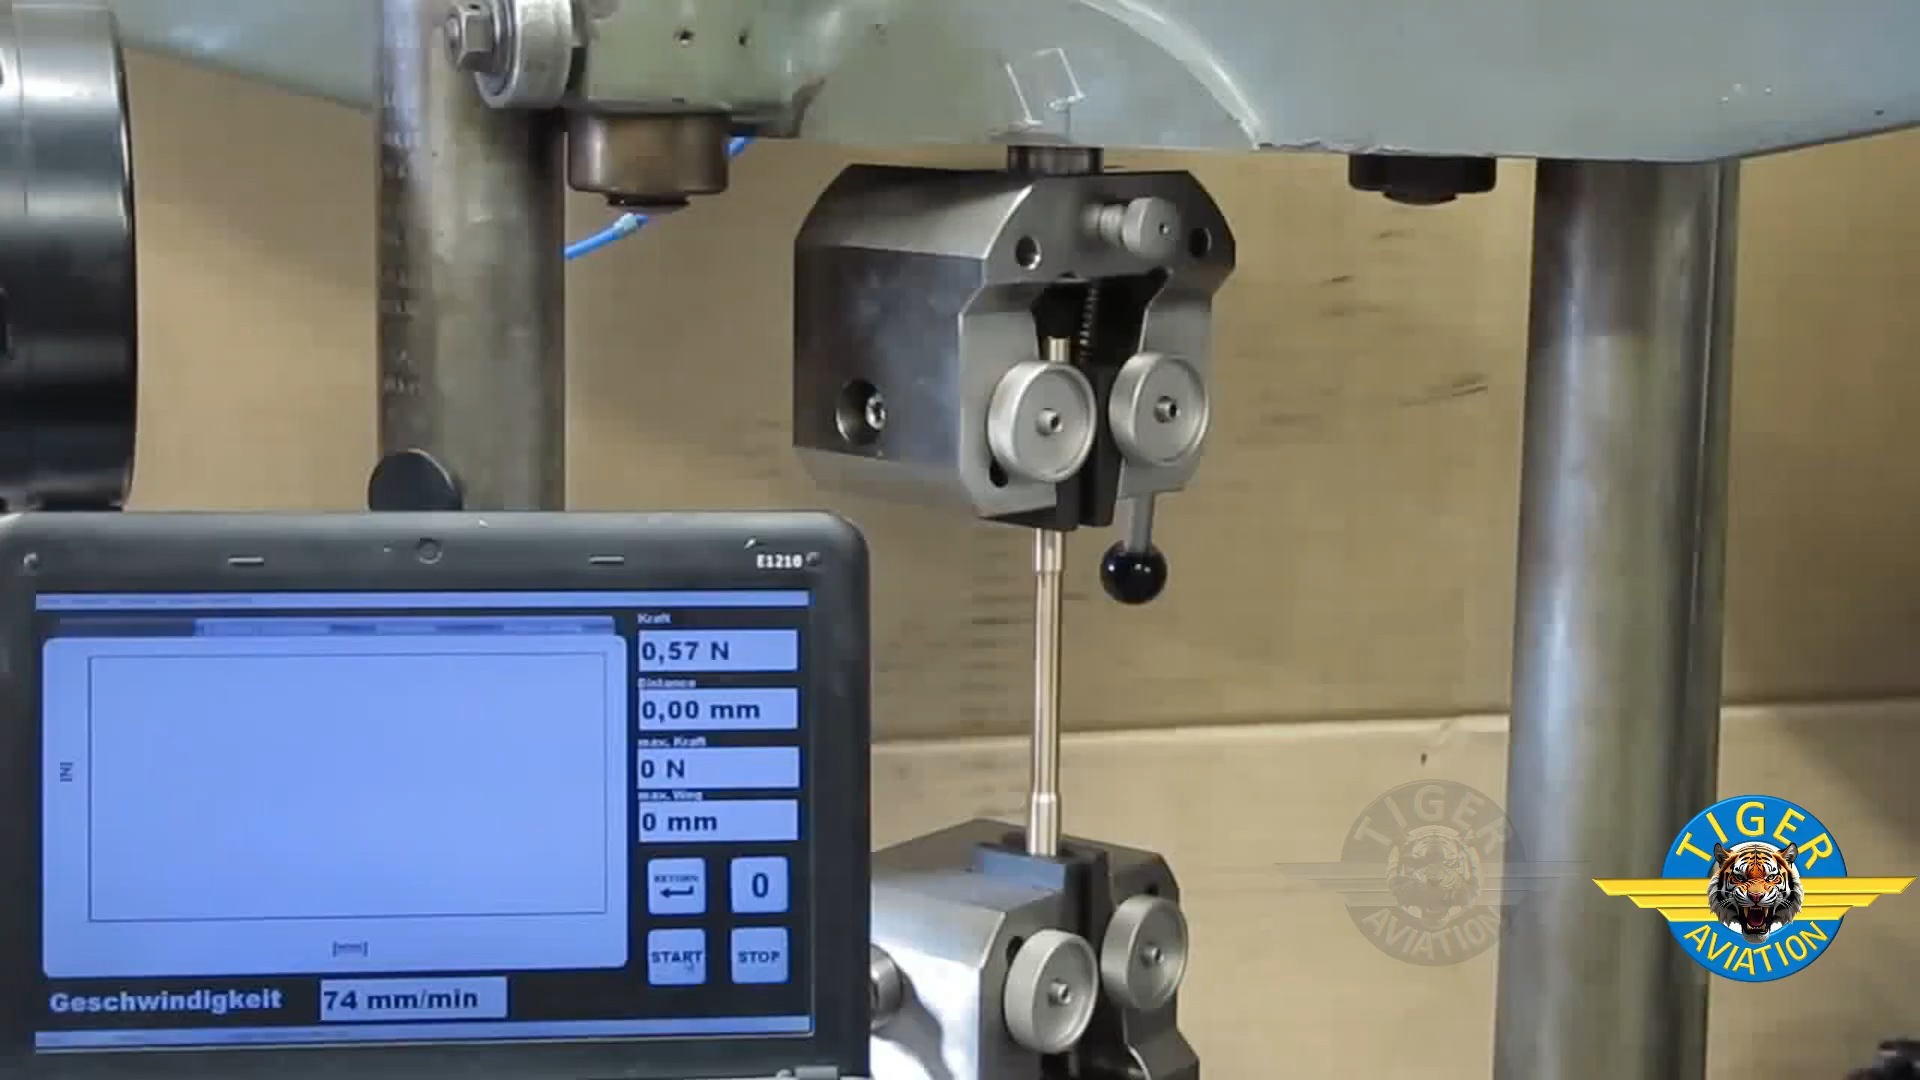 E1210
Kraft
0,57 N
Distance
0,00 mm
max. Kraft
0 N
max. Weg
0 mm
[N]
[mm]
RETURN
0
START
STOP
Geschwindigkeit
74 mm/min
TIGER
AVIATION
TIGER
AVIATION